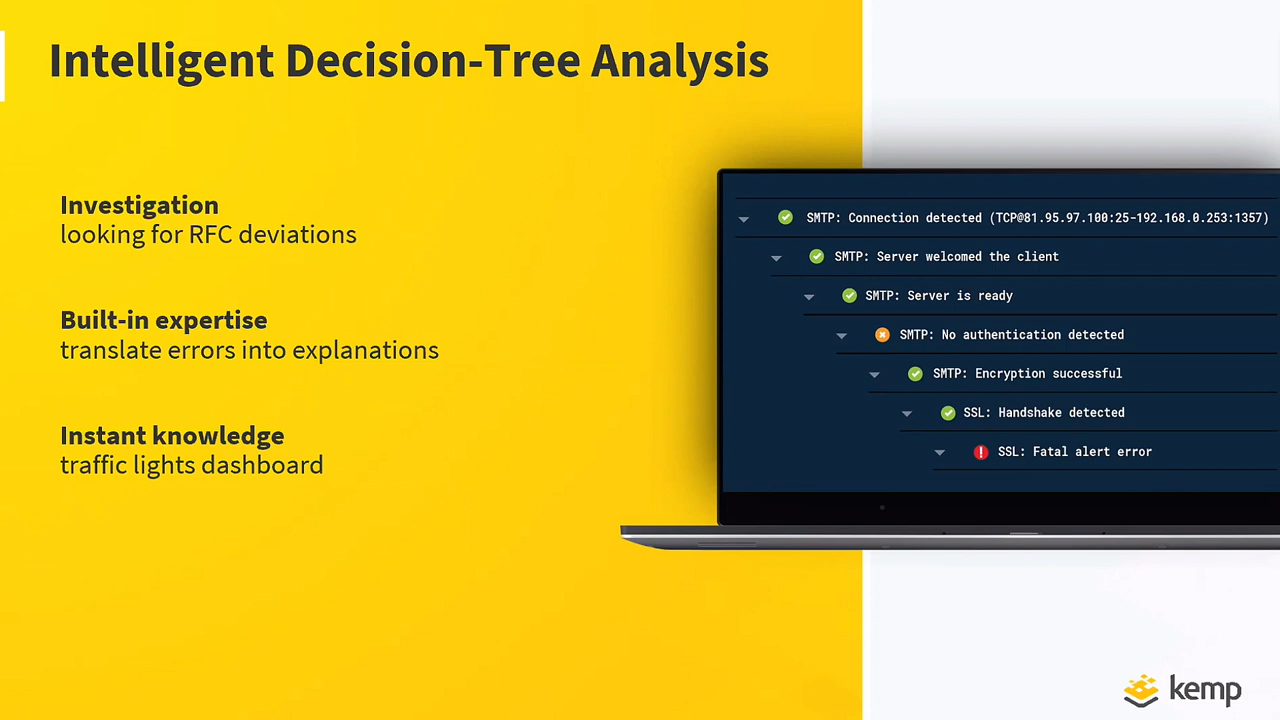 Intelligent Decision-Tree Analysis
Investigation
looking for RFC deviations
Built-in expertise
translate errors into explanations
Instant knowledge
traffic lights dashboard
SMTP: Connection detected (TCP@81.95.97.100:25-192.168.0.253:1357)
SMTP: Server welcomed the client
SMTP: Server is ready
SMTP: No authentication detected
SMTP: Encryption successful
SSL: Handshake detected
SSL: Fatal alert error
kemp